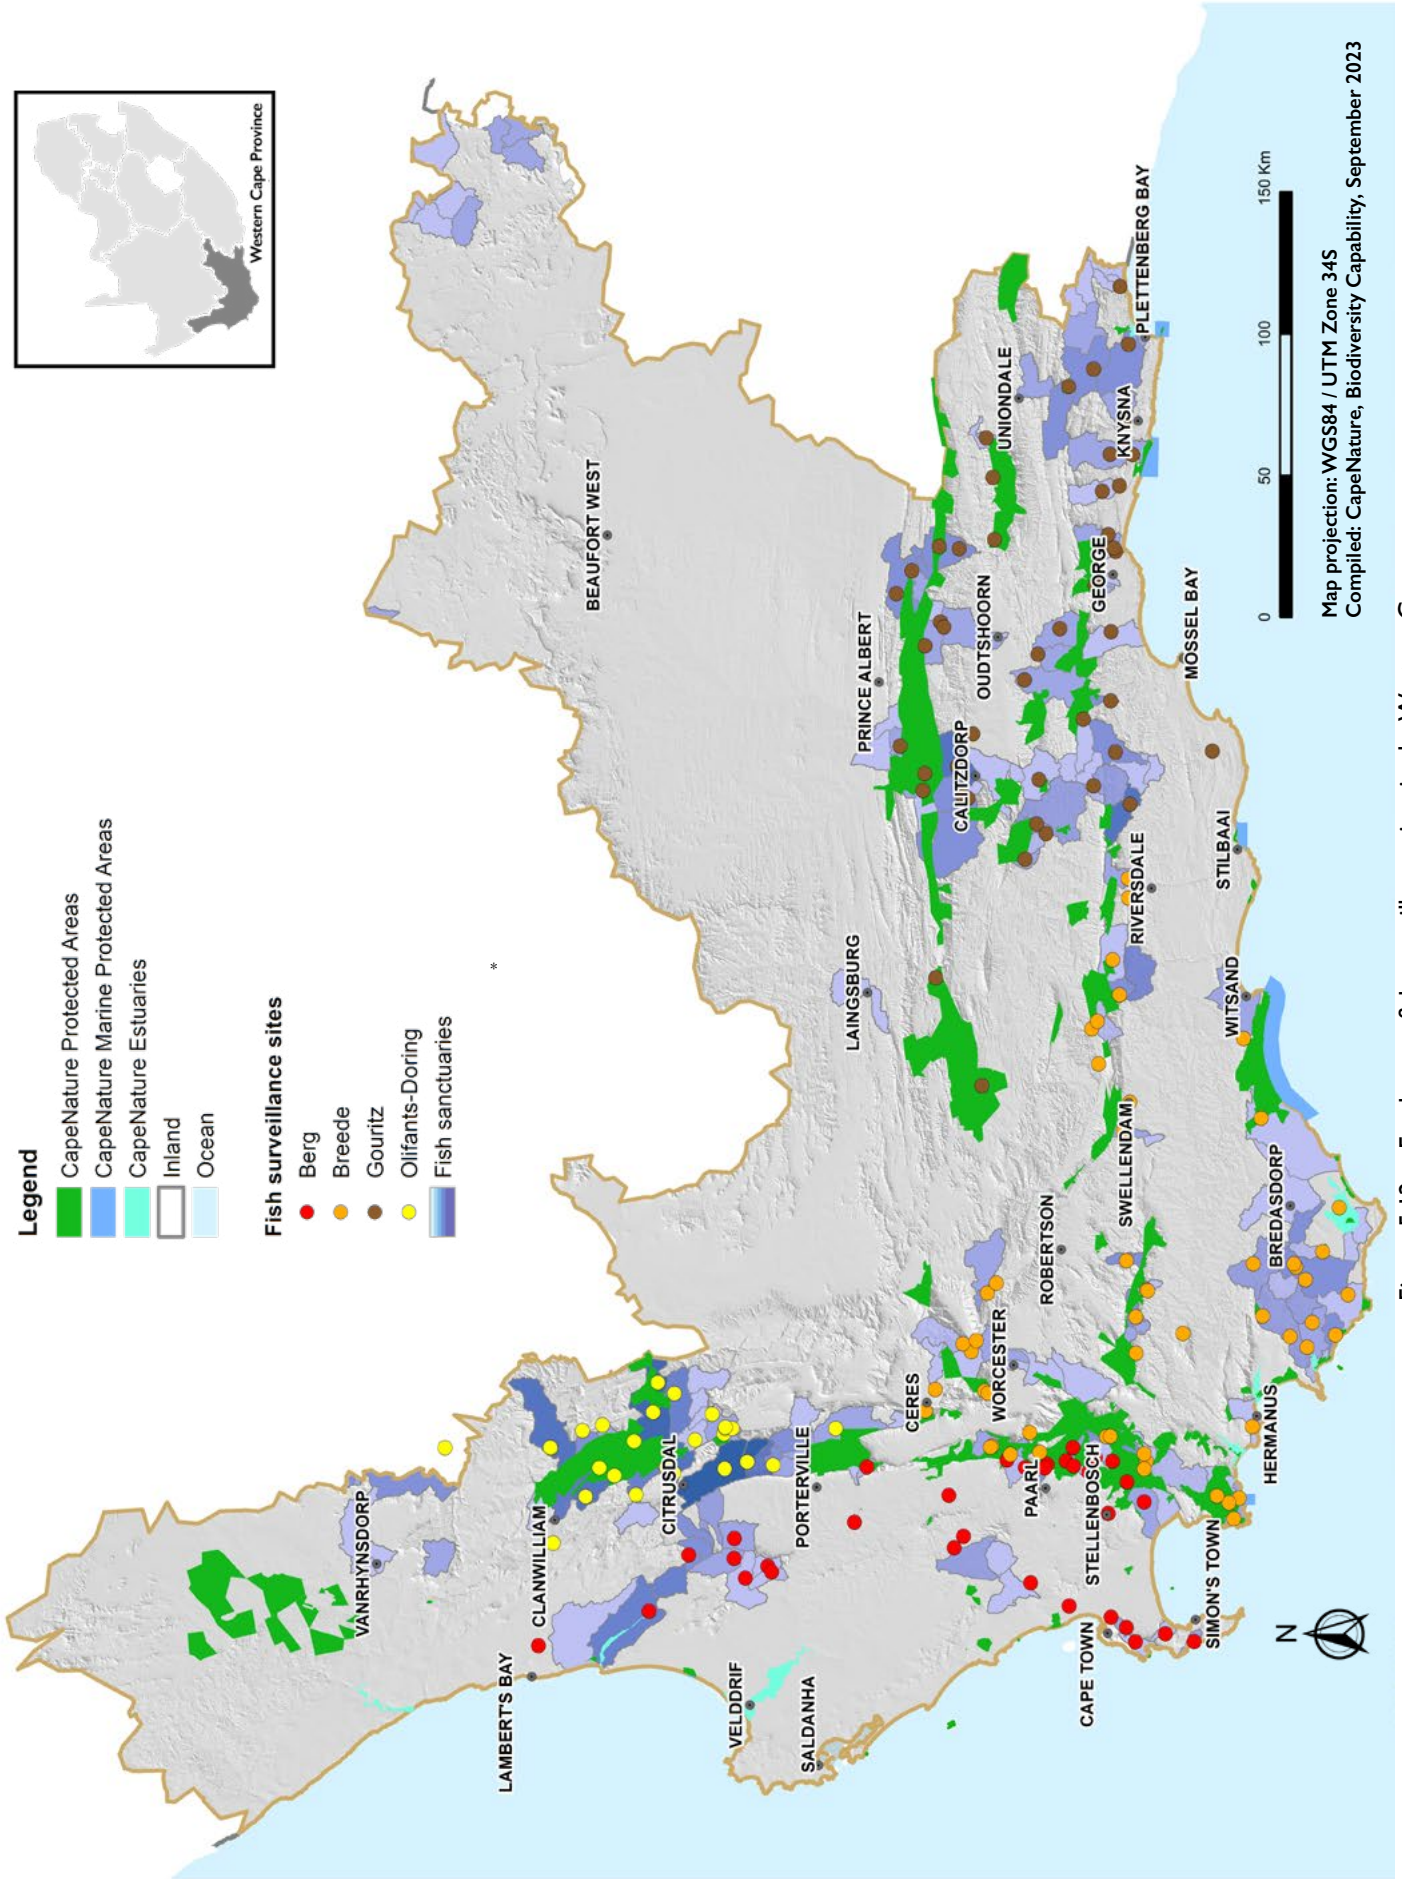 Western Cape Province
Legend
CapeNature Protected Areas
CapeNature Marine Protected Areas
CapeNature Estuaries
Inland
Ocean
Fish surveillance sites
Berg
Breede
Gouritz
Olifants-Doring
Fish sanctuaries
*
VANRHYNSDORP
LAMBERT'S BAY
CLANWILLIAM
CITRUSDAL
VELDDRIF
SALDANHA
PORTERVILLE
CERES
WORCESTER
PAARL
STELLENBOSCH
CAPE TOWN
SIMON'S TOWN
HERMANUS
ROBERTSON
SWELLENDAM
BREDASDORP
WITSAND
LAINGSBURG
RIVERSDALE
STILBAAI
CALITZDORP
PRINCE ALBERT
OUDTSHOORN
MOSSEL BAY
GEORGE
BEAUFORT WEST
UNIONDALE
KNYSNA
PLETTENBERG BAY
N
0 50 100 150 Km
Map projection: WGS84 / UTM Zone 34S
Compiled: CapeNature, Biodiversity Capability, September 2023